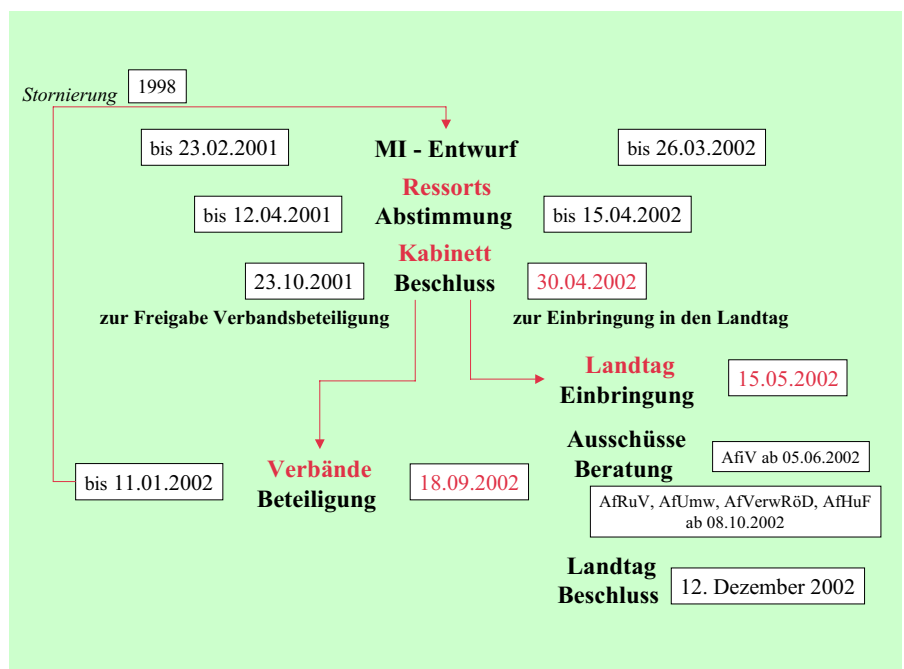 Stornierung 1998
bis 23.02.2001 MI - Entwurf bis 26.03.2002
Ressorts
bis 12.04.2001 Abstimmung bis 15.04.2002
Kabinett
23.10.2001 Beschluss 30.04.2002
zur Freigabe Verbandsbeteiligung zur Einbringung in den Landtag
Landtag
Einbringung 15.05.2002
Ausschüsse
Beratung AfiV ab 05.06.2002
Verbände
bis 11.01.2002 Beteiligung 18.09.2002
AfRuV, AfUmw, AfVerwRöD, AfHuF
ab 08.10.2002
Landtag
Beschluss 12. Dezember 2002